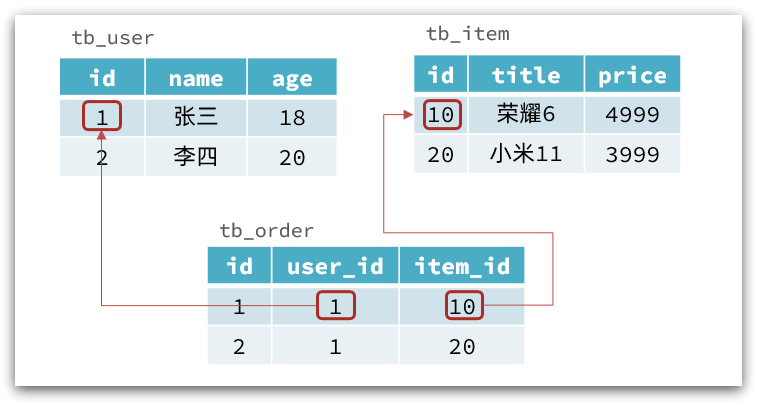 tb_user
id name age
1 张三 18
2 李四 20
tb_item
id title price
10 荣耀6 4999
20 小米11 3999
tb_order
id user_id item_id
1 1 10
2 1 20